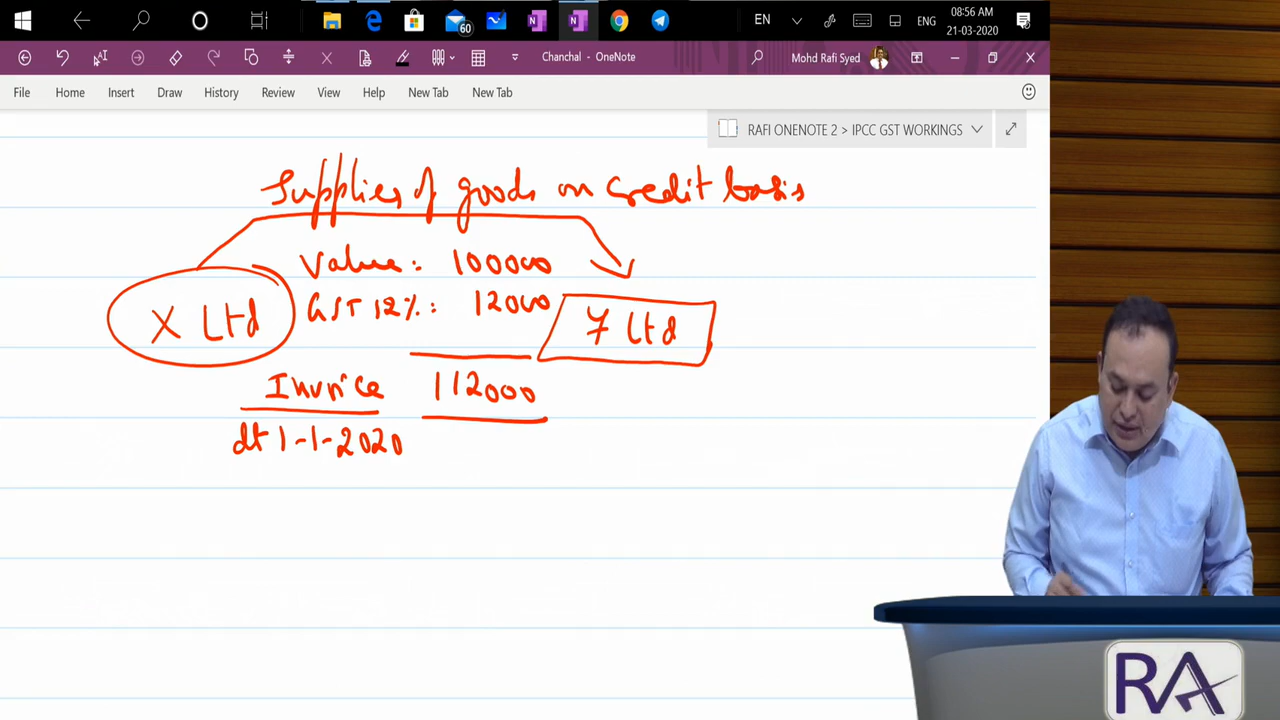 EN
ENG
08:56 AM
21-03-2020
60
Chanchal - OneNote
Mohd Rafi Syed
File Home Insert Draw History Review View Help New Tab New Tab
RAFI ONENOTE 2 > IPCC GST WORKINGS
Supplies of goods on credit basis
Value: 100000
GST 12%: 12000
X Ltd
Y Ltd
Invoice 112000
dt 1-1-2020
RA